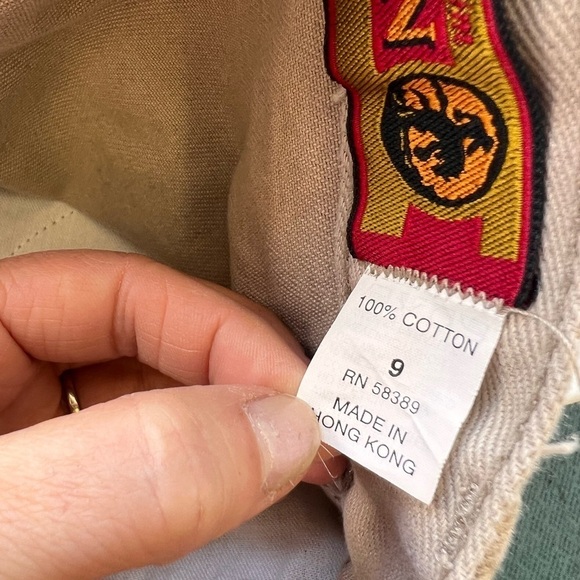 100% COTTON
9
RN 58389
MADE IN
HONG KONG